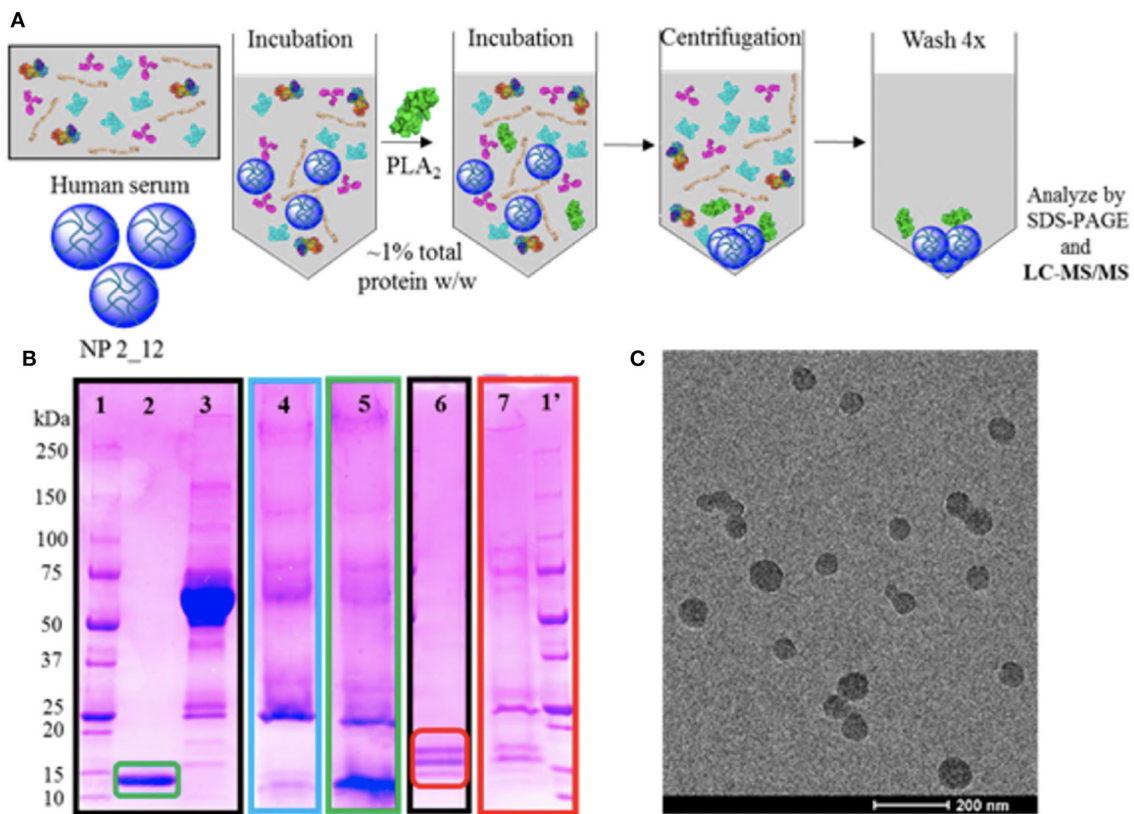 A
Human serum
NP 2_12
Incubation
PLA₂
~1% total
protein w/w
Incubation
Centrifugation
Wash 4x
Analyze by
SDS-PAGE
and
LC-MS/MS
B
kDa
250
150
100
75
50
37
25
20
15
10
1 2 3 4 5 6 7 1’
C
200 nm